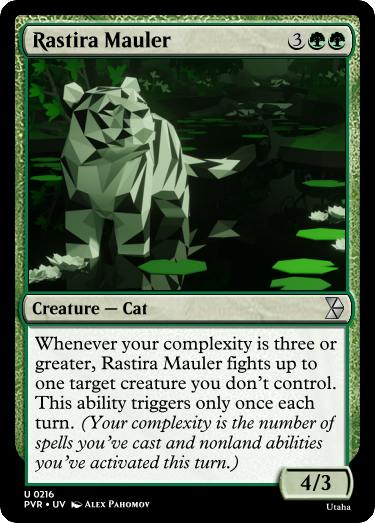 Rastira Mauler 3
Creature — Cat
Whenever your complexity is three or
greater, Rastira Mauler fights up to
one target creature you don't control.
This ability triggers only once each
turn. (Your complexity is the number of
spells you've cast and nonland abilities
you've activated this turn.)
4/3
U 0216
PVR • UV Alex Pahomov
Utaha